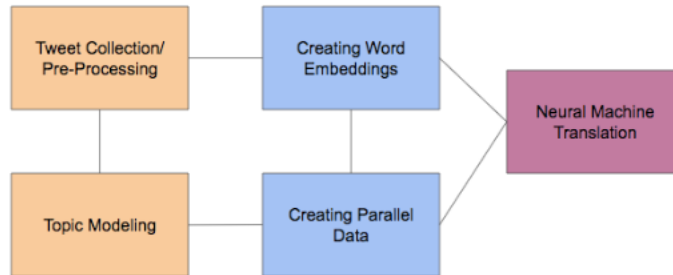 Tweet Collection/
Pre-Processing
Creating Word
Embeddings
Neural Machine
Translation
Topic Modeling
Creating Parallel
Data